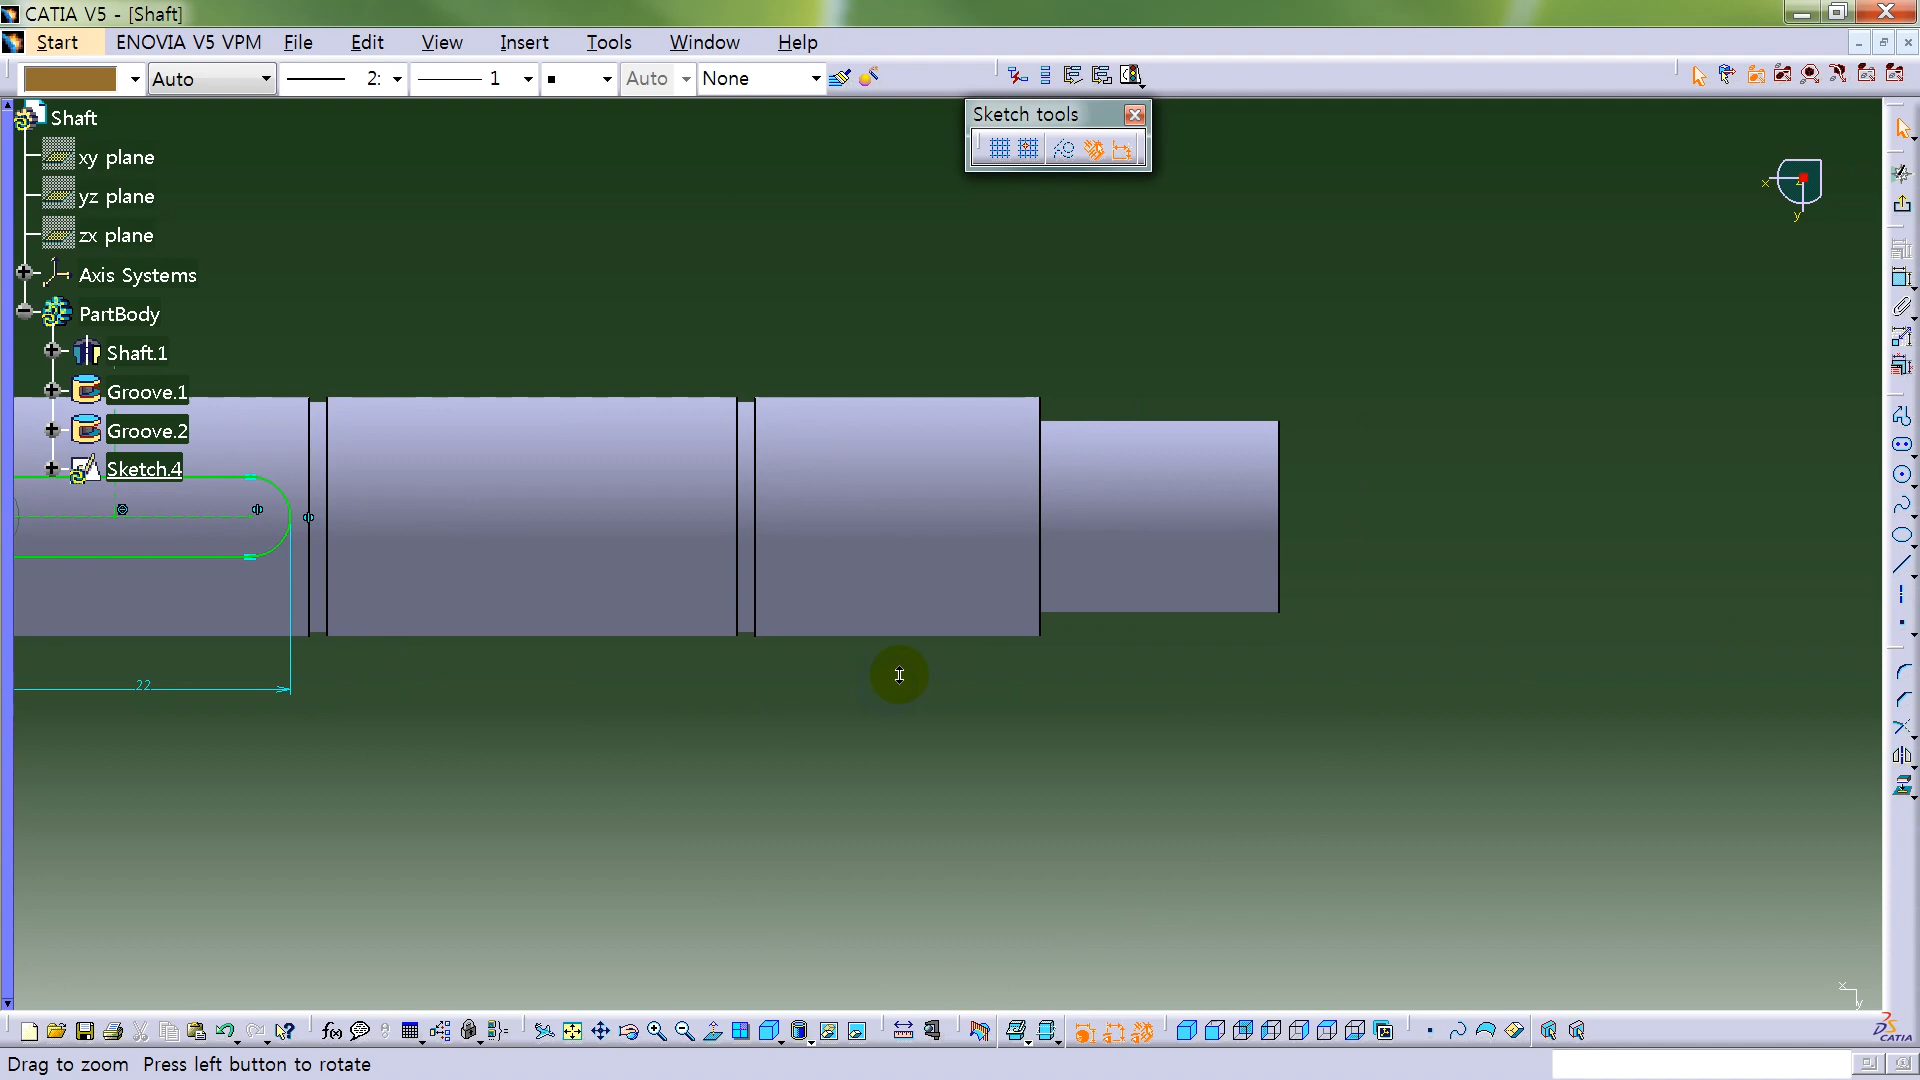 CATIA V5 - [Shaft]
Start ENOVIA V5 VPM File Edit View Insert Tools Window Help
Auto 2: 1 Auto None
Sketch tools
Shaft
xy plane
yz plane
zx plane
Axis Systems
PartBody
Shaft.1
Groove.1
Groove.2
Sketch.4
22
x
y
x
y
f(x)
CATIA
Drag to zoom Press left button to rotate